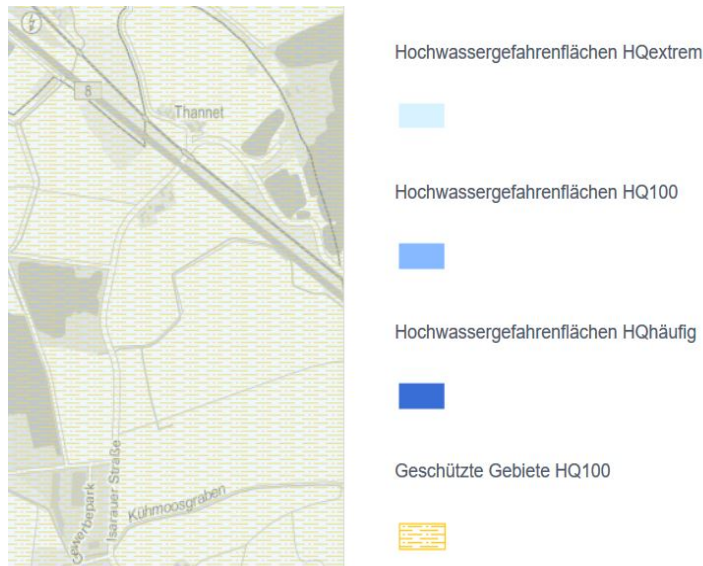 8
Thannet
Gewerbepark
Isarauer Straße
Kühmoosgraben
Hochwassergefahrenflächen HQextrem
Hochwassergefahrenflächen HQ100
Hochwassergefahrenflächen HQhäufig
Geschützte Gebiete HQ100